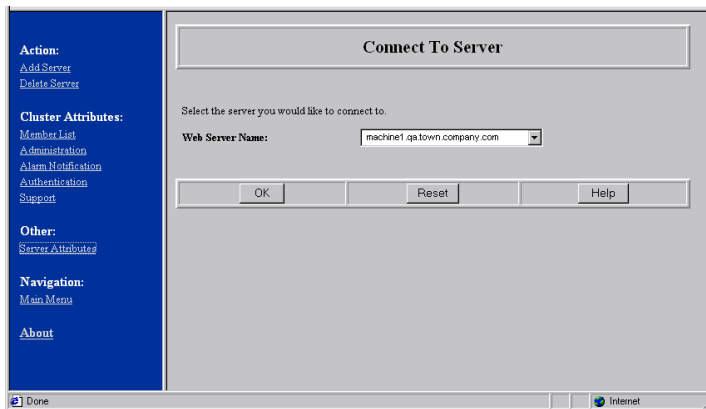 Action:
Add Server
Delete Server
Cluster Attributes:
Member List
Administration
Alarm Notification
Authentication
Support
Other:
Server Attributes
Navigation:
Main Menu
About
Connect To Server
Select the server you would like to connect to.
Web Server Name: machine1.qa.town.company.com
OK Reset Help
Done Internet